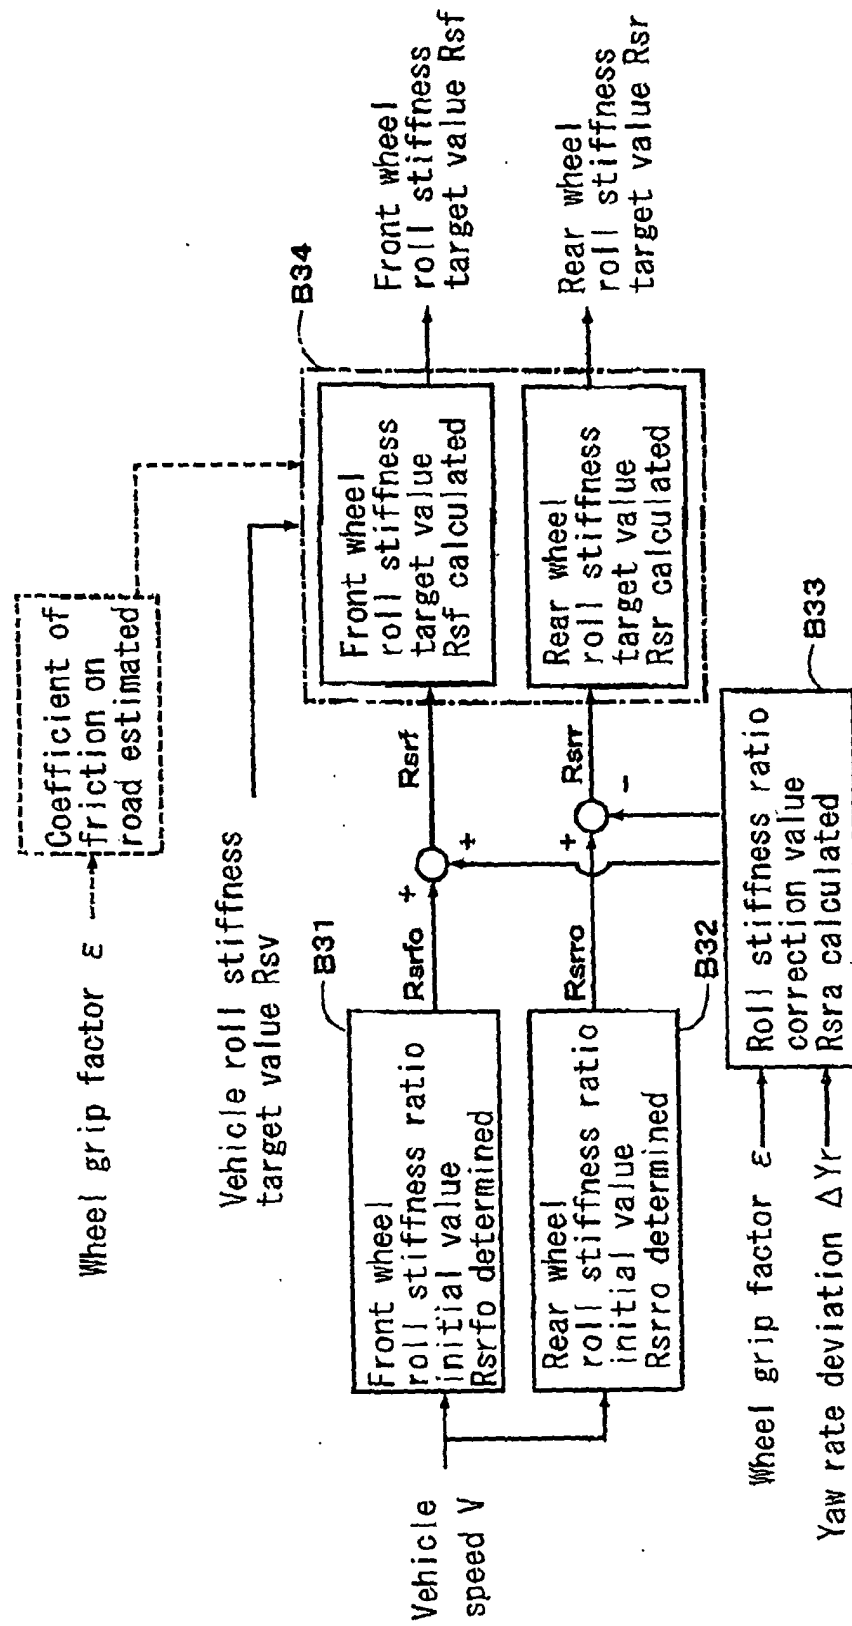 Wheel grip factor ε
Coefficient of
friction on
road estimated
Vehicle roll stiffness
target value Rsv
B34
B31
Front wheel
roll stiffness ratio
initial value
Rsrfo determined
Rsrfo
+
+
Rsrf
Front wheel
roll stiffness
target value
Rsf calculated
Front wheel
roll stiffness
target value Rsf
Vehicle
speed V
Rear wheel
roll stiffness ratio
initial value
Rsrro determined
B32
Rsrro
+
-
Rsrr
Rear wheel
roll stiffness
target value
Rsr calculated
Rear wheel
roll stiffness
target value Rsr
Wheel grip factor ε
Yaw rate deviation ΔYr
Roll stiffness ratio
correction value
Rsra calculated
B33